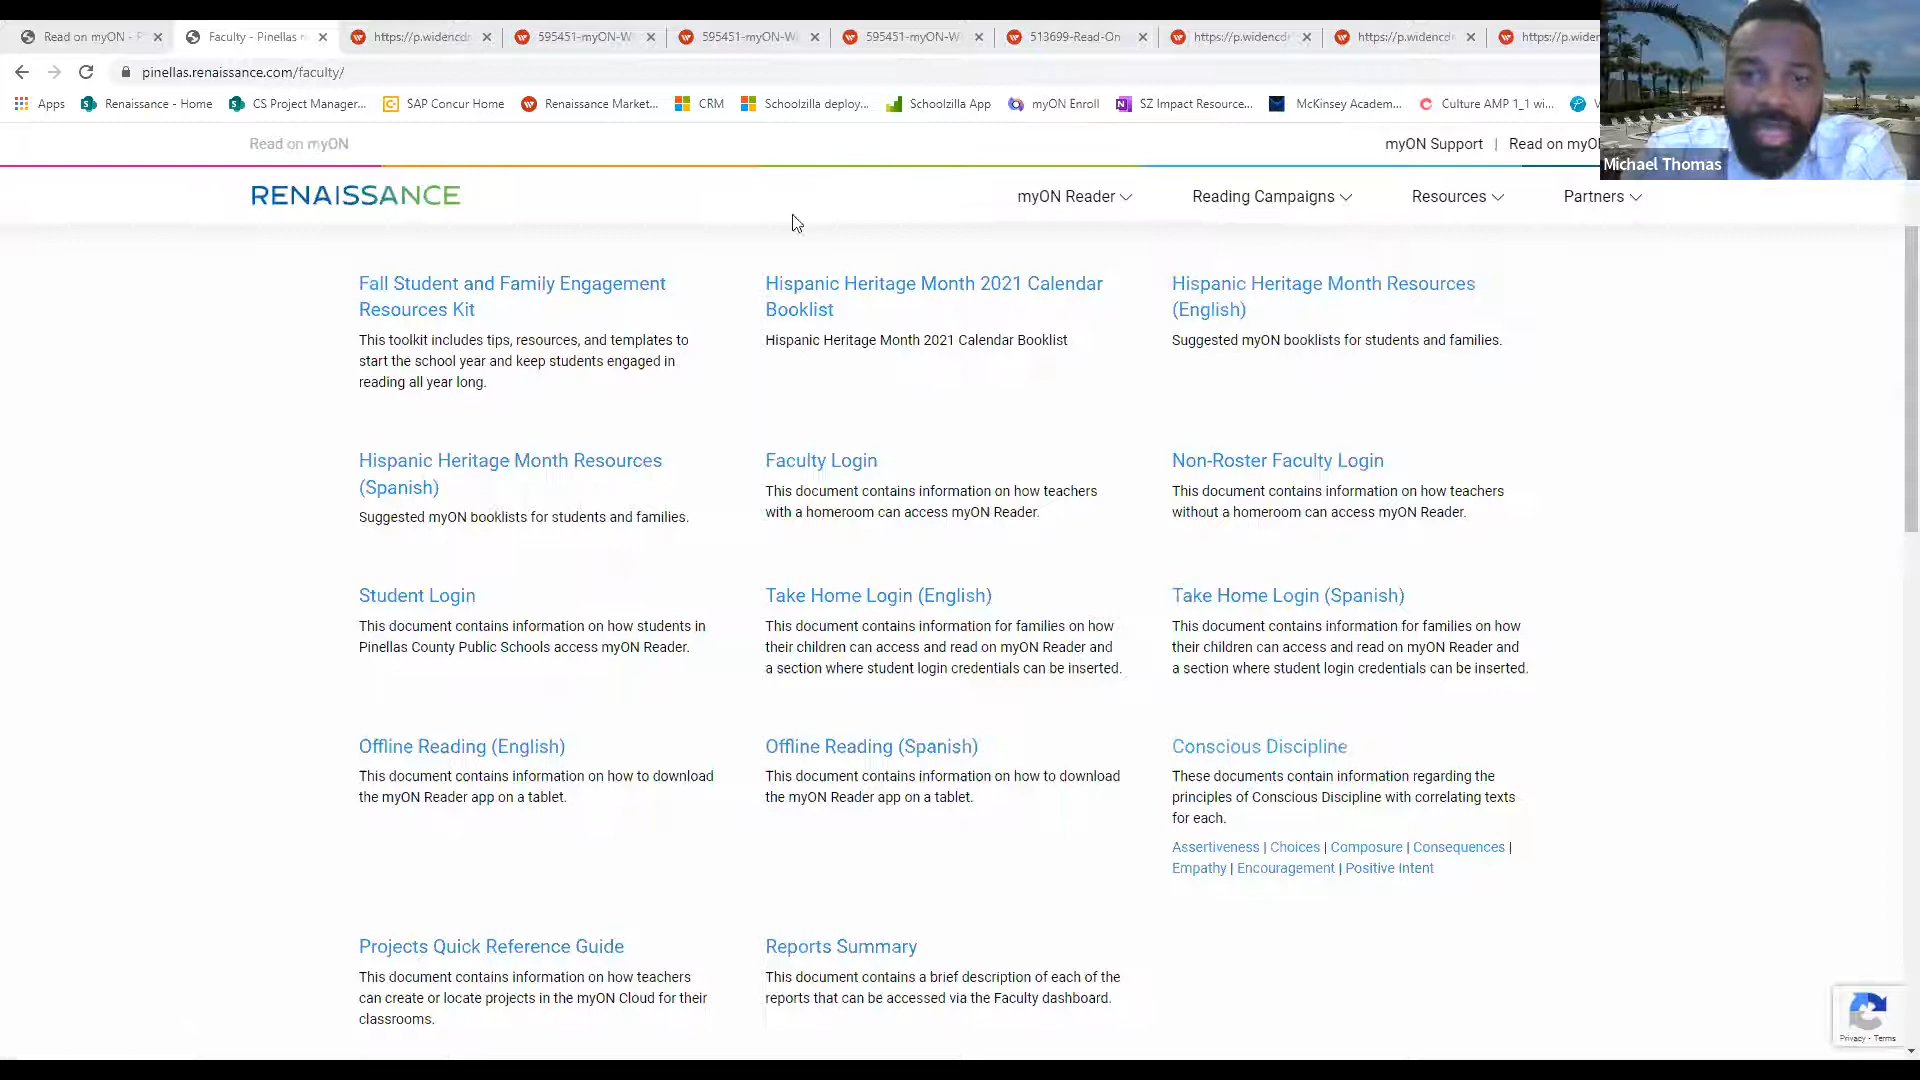 Read on myON - P
Faculty - Pinellas r
https://p.widencdn
595451-myON-W
595451-myON-W
595451-myON-W
513699-Read-On
https://p.widencdn
https://p.widencdn
https://p.widen
pinellas.renaissance.com/faculty/
Apps
Renaissance - Home
CS Project Manager...
SAP Concur Home
Renaissance Market...
CRM
Schoolzilla deploy...
Schoolzilla App
myON Enroll
SZ Impact Resource...
McKinsey Academ...
Culture AMP 1_1 wi...
Read on myON
myON Support | Read on myO
Michael Thomas
RENAISSANCE
myON Reader
Reading Campaigns
Resources
Partners
Fall Student and Family Engagement
Resources Kit
This toolkit includes tips, resources, and templates to
start the school year and keep students engaged in
reading all year long.
Hispanic Heritage Month 2021 Calendar
Booklist
Hispanic Heritage Month 2021 Calendar Booklist
Hispanic Heritage Month Resources
(English)
Suggested myON booklists for students and families.
Hispanic Heritage Month Resources
(Spanish)
Suggested myON booklists for students and families.
Faculty Login
This document contains information on how teachers
with a homeroom can access myON Reader.
Non-Roster Faculty Login
This document contains information on how teachers
without a homeroom can access myON Reader.
Student Login
This document contains information on how students in
Pinellas County Public Schools access myON Reader.
Take Home Login (English)
This document contains information for families on how
their children can access and read on myON Reader and
a section where student login credentials can be inserted.
Take Home Login (Spanish)
This document contains information for families on how
their children can access and read on myON Reader and
a section where student login credentials can be inserted.
Offline Reading (English)
This document contains information on how to download
the myON Reader app on a tablet.
Offline Reading (Spanish)
This document contains information on how to download
the myON Reader app on a tablet.
Conscious Discipline
These documents contain information regarding the
principles of Conscious Discipline with correlating texts
for each.
Assertiveness | Choices | Composure | Consequences |
Empathy | Encouragement | Positive Intent
Projects Quick Reference Guide
This document contains information on how teachers
can create or locate projects in the myON Cloud for their
classrooms.
Reports Summary
This document contains a brief description of each of the
reports that can be accessed via the Faculty dashboard.
Privacy - Terms